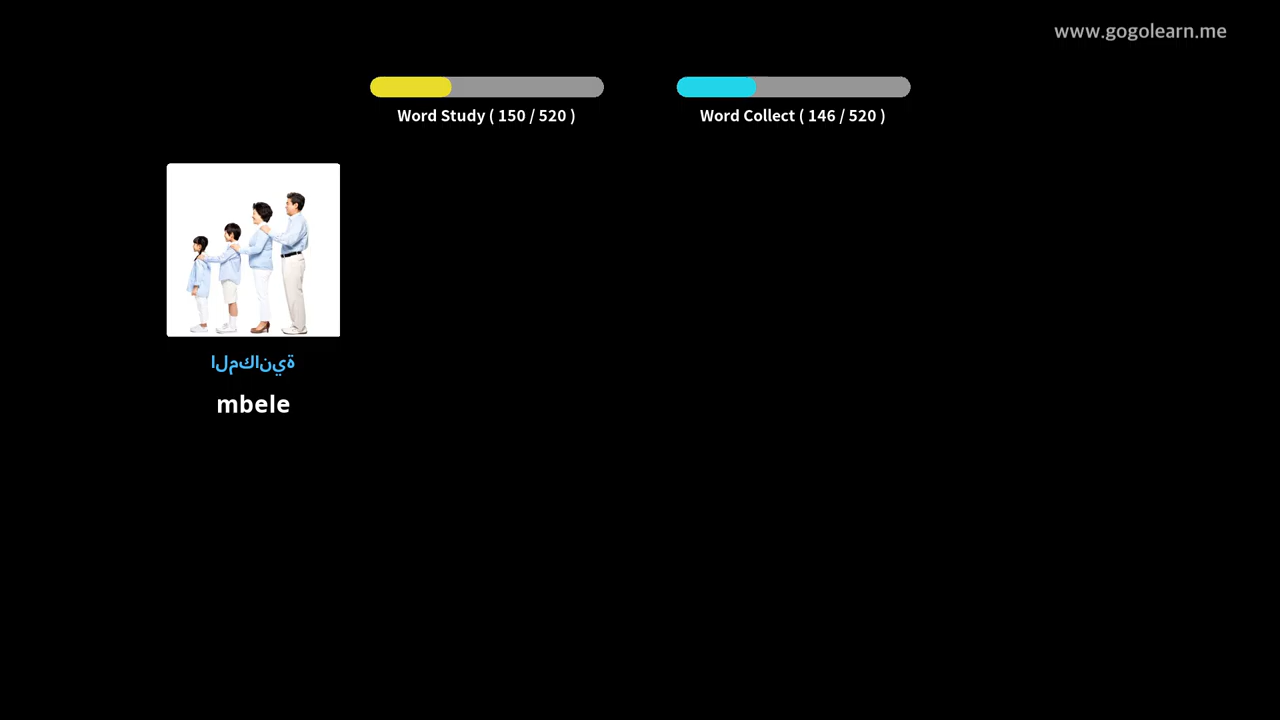 www.gogolearn.me
Word Study ( 150 / 520 )
Word Collect ( 146 / 520 )
المكانية
mbele